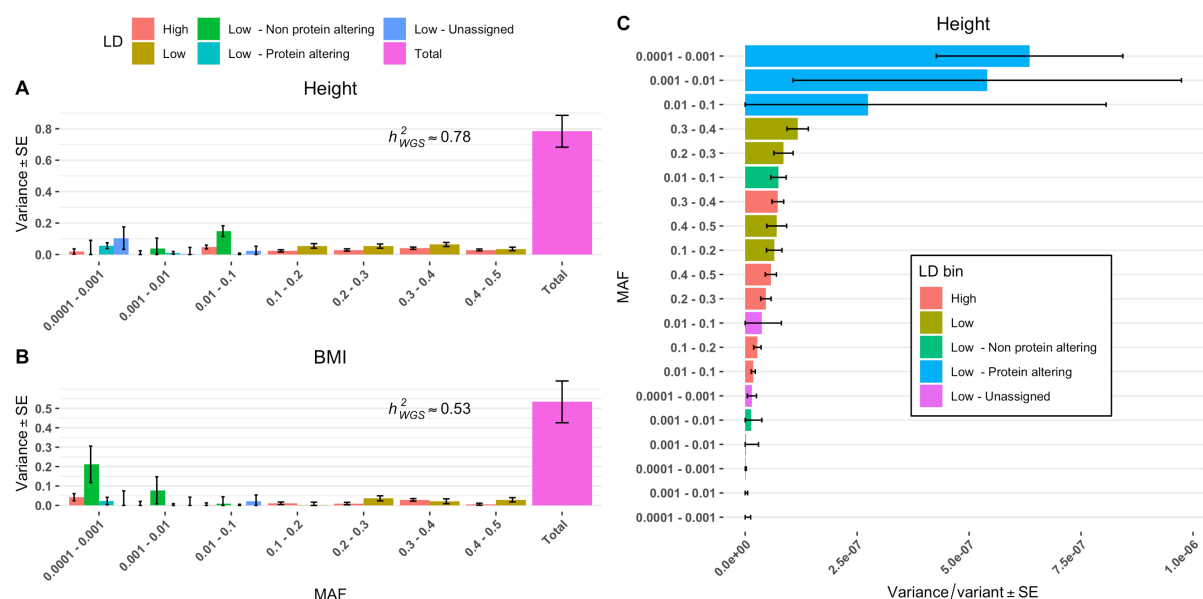 LD
High
Low
Low - Non protein altering
Low - Protein altering
Low - Unassigned
Total
A
Height
h²WGS ≈ 0.78
Variance ± SE
0.8
0.6
0.4
0.2
0.0
0.0001 - 0.001
0.001 - 0.01
0.01 - 0.1
0.1 - 0.2
0.2 - 0.3
0.3 - 0.4
0.4 - 0.5
Total
B
BMI
h²WGS ≈ 0.53
Variance ± SE
0.5
0.4
0.3
0.2
0.1
0.0
0.0001 - 0.001
0.001 - 0.01
0.01 - 0.1
0.1 - 0.2
0.2 - 0.3
0.3 - 0.4
0.4 - 0.5
Total
MAF
C
Height
MAF
0.0001 - 0.001
0.001 - 0.01
0.01 - 0.1
0.3 - 0.4
0.2 - 0.3
0.01 - 0.1
0.3 - 0.4
0.4 - 0.5
0.1 - 0.2
0.4 - 0.5
0.2 - 0.3
0.01 - 0.1
0.1 - 0.2
0.01 - 0.1
0.0001 - 0.001
0.001 - 0.01
0.001 - 0.01
0.0001 - 0.001
0.001 - 0.01
0.0001 - 0.001
LD bin
High
Low
Low - Non protein altering
Low - Protein altering
Low - Unassigned
0.0e+00
2.5e-07
5.0e-07
7.5e-07
1.0e-06
Variance/variant ± SE